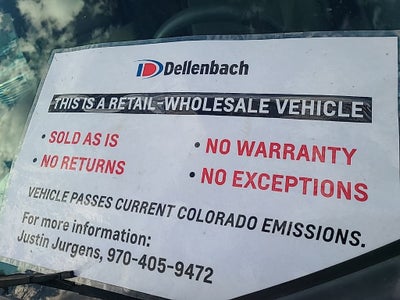 Dellenbach
THIS IS A RETAIL-WHOLESALE VEHICLE
• SOLD AS IS
• NO RETURNS
• NO WARRANTY
• NO EXCEPTIONS
VEHICLE PASSES CURRENT COLORADO EMISSIONS.
For more information:
Justin Jurgens, 970-405-9472